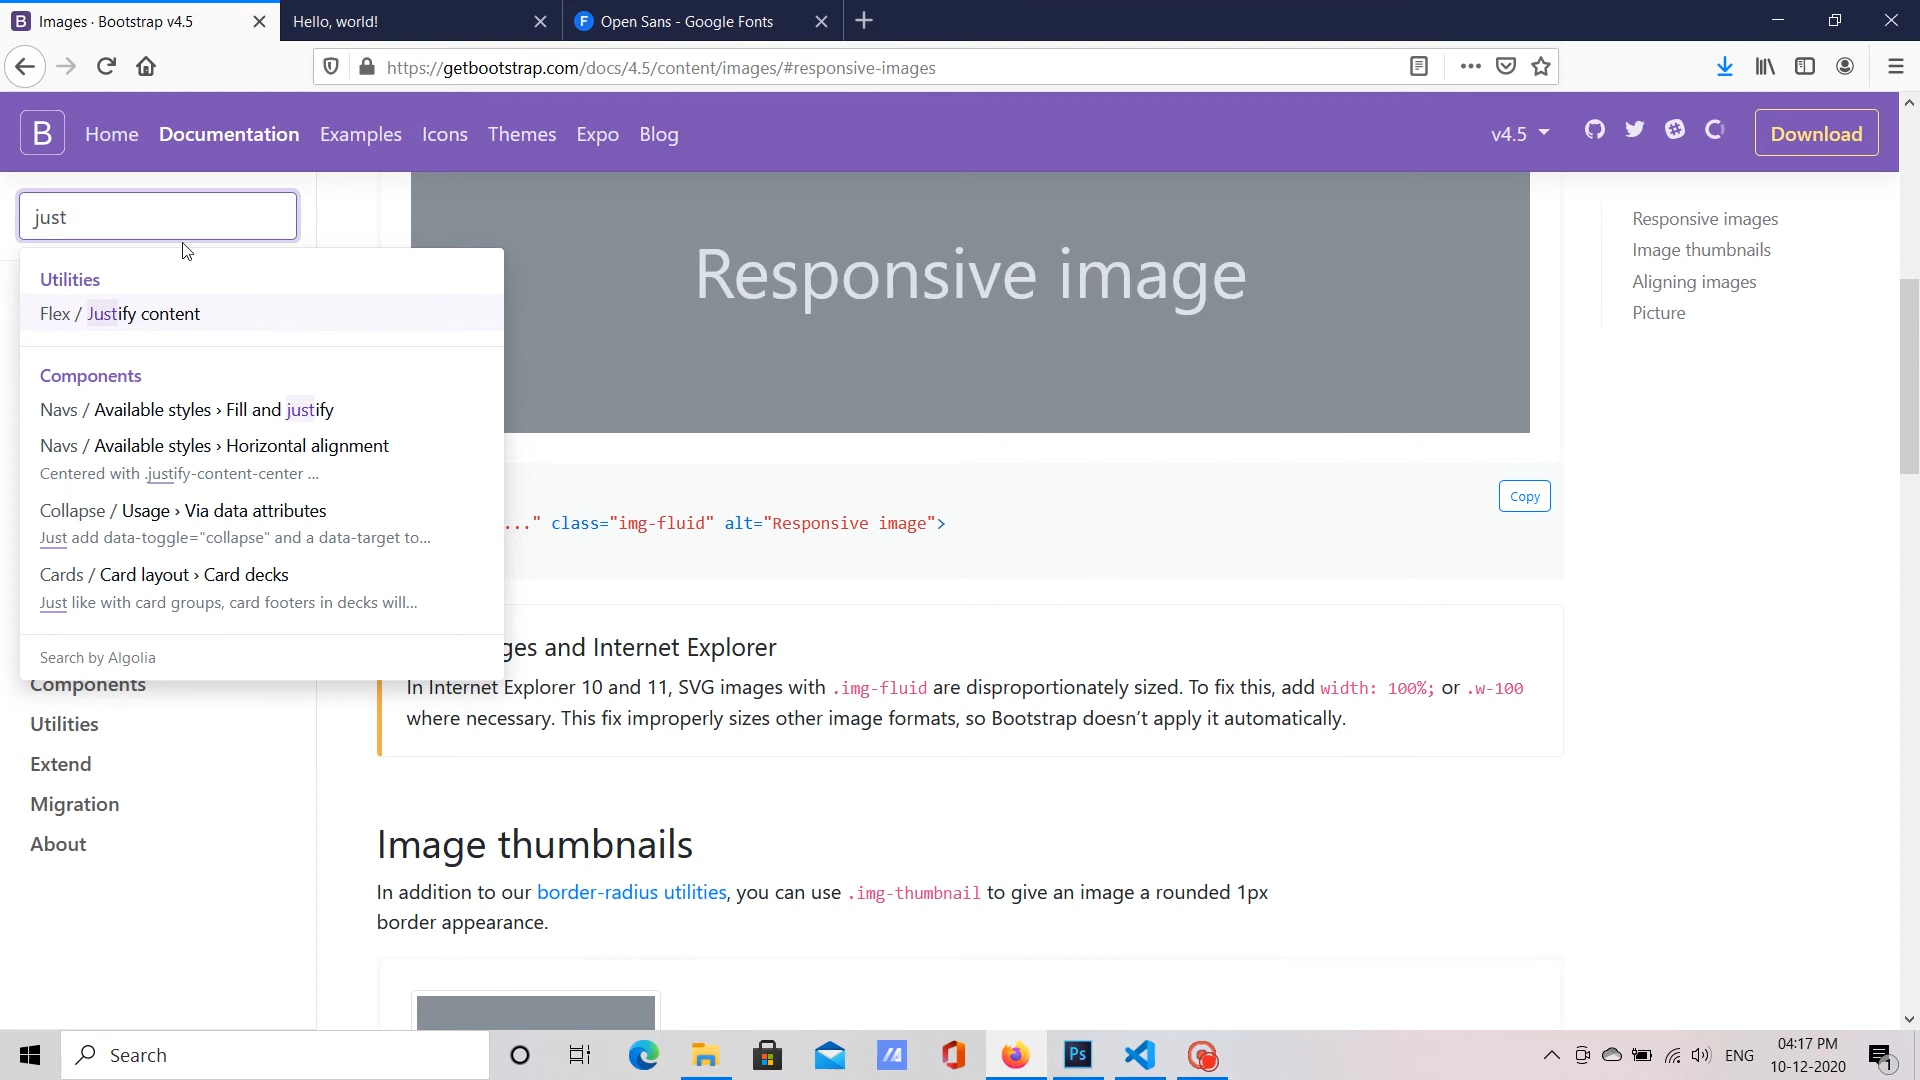 Images · Bootstrap v4.5
Hello, world!
Open Sans - Google Fonts
https://getbootstrap.com/docs/4.5/content/images/#responsive-images
B Home Documentation Examples Icons Themes Expo Blog v4.5 Download
just
Utilities
Flex / Justify content
Components
Navs / Available styles › Fill and justify
Navs / Available styles › Horizontal alignment
Centered with .justify-content-center ...
Collapse / Usage › Via data attributes
Just add data-toggle="collapse" and a data-target to...
Cards / Card layout › Card decks
Just like with card groups, card footers in decks will...
Search by Algolia
Components
Utilities
Extend
Migration
About
Responsive image
Copy
..." class="img-fluid" alt="Responsive image">
ges and Internet Explorer
In Internet Explorer 10 and 11, SVG images with .img-fluid are disproportionately sized. To fix this, add width: 100%; or .w-100
where necessary. This fix improperly sizes other image formats, so Bootstrap doesn’t apply it automatically.
Image thumbnails
In addition to our border-radius utilities, you can use .img-thumbnail to give an image a rounded 1px
border appearance.
Responsive images
Image thumbnails
Aligning images
Picture
Search
Ps
ENG
04:17 PM
10-12-2020
1